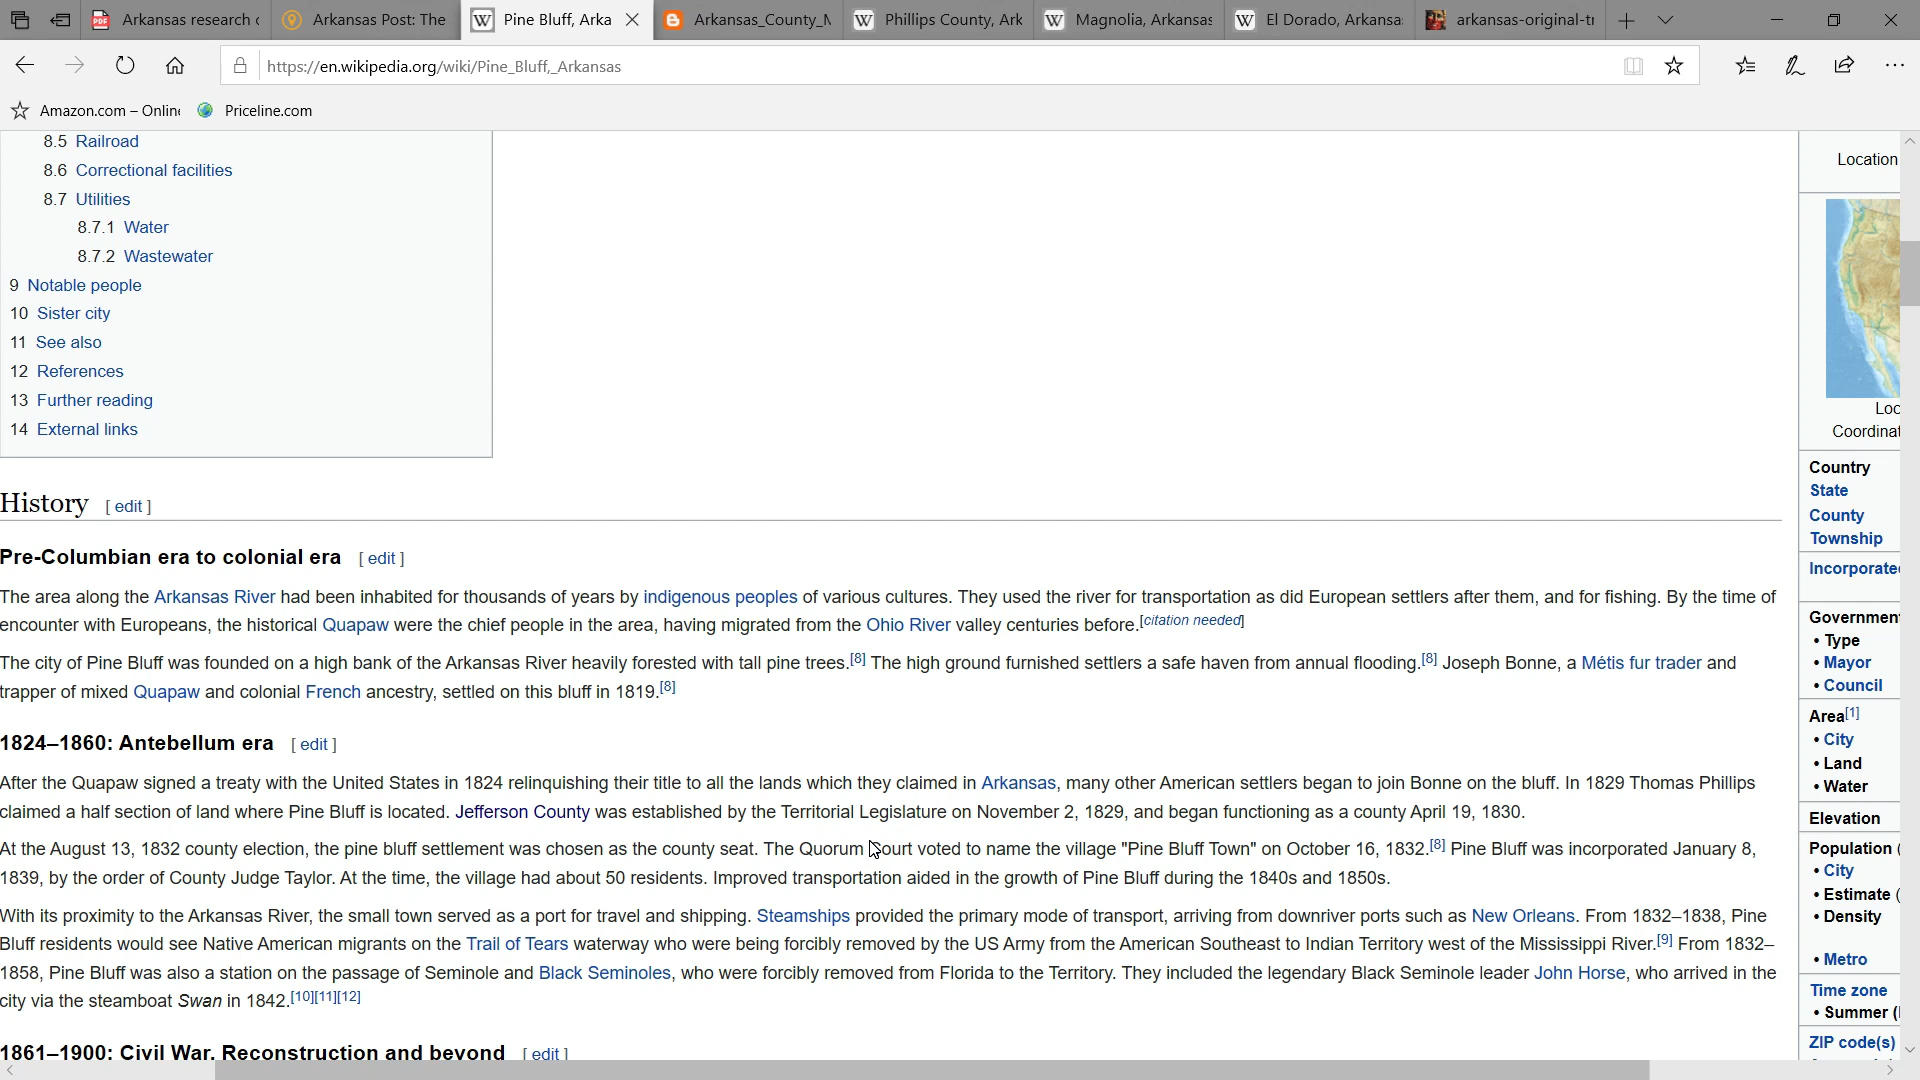 Arkansas research
Arkansas Post: The
Pine Bluff, Arka
Arkansas_County_
Phillips County, Ark
Magnolia, Arkansas
El Dorado, Arkansa
arkansas-original-tr
https://en.wikipedia.org/wiki/Pine_Bluff,_Arkansas
Amazon.com – Online
Priceline.com
8.5 Railroad
8.6 Correctional facilities
8.7 Utilities
8.7.1 Water
8.7.2 Wastewater
9 Notable people
10 Sister city
11 See also
12 References
13 Further reading
14 External links
History [ edit ]
Pre-Columbian era to colonial era [ edit ]
The area along the Arkansas River had been inhabited for thousands of years by indigenous peoples of various cultures. They used the river for transportation as did European settlers after them, and for fishing. By the time of
encounter with Europeans, the historical Quapaw were the chief people in the area, having migrated from the Ohio River valley centuries before.[citation needed]
The city of Pine Bluff was founded on a high bank of the Arkansas River heavily forested with tall pine trees.[8] The high ground furnished settlers a safe haven from annual flooding.[8] Joseph Bonne, a Métis fur trader and
trapper of mixed Quapaw and colonial French ancestry, settled on this bluff in 1819.[8]
1824–1860: Antebellum era [ edit ]
After the Quapaw signed a treaty with the United States in 1824 relinquishing their title to all the lands which they claimed in Arkansas, many other American settlers began to join Bonne on the bluff. In 1829 Thomas Phillips
claimed a half section of land where Pine Bluff is located. Jefferson County was established by the Territorial Legislature on November 2, 1829, and began functioning as a county April 19, 1830.
At the August 13, 1832 county election, the pine bluff settlement was chosen as the county seat. The Quorum Court voted to name the village "Pine Bluff Town" on October 16, 1832.[8] Pine Bluff was incorporated January 8,
1839, by the order of County Judge Taylor. At the time, the village had about 50 residents. Improved transportation aided in the growth of Pine Bluff during the 1840s and 1850s.
With its proximity to the Arkansas River, the small town served as a port for travel and shipping. Steamships provided the primary mode of transport, arriving from downriver ports such as New Orleans. From 1832–1838, Pine
Bluff residents would see Native American migrants on the Trail of Tears waterway who were being forcibly removed by the US Army from the American Southeast to Indian Territory west of the Mississippi River.[9] From 1832–
1858, Pine Bluff was also a station on the passage of Seminole and Black Seminoles, who were forcibly removed from Florida to the Territory. They included the legendary Black Seminole leader John Horse, who arrived in the
city via the steamboat Swan in 1842.[10][11][12]
1861–1900: Civil War, Reconstruction and beyond [ edit ]
Location
Loc
Coordinat
Country
State
County
Township
Incorporate
Government
• Type
• Mayor
• Council
Area[1]
• City
• Land
• Water
Elevation
Population (
• City
• Estimate (
• Density
• Metro
Time zone
• Summer (
ZIP code(s)